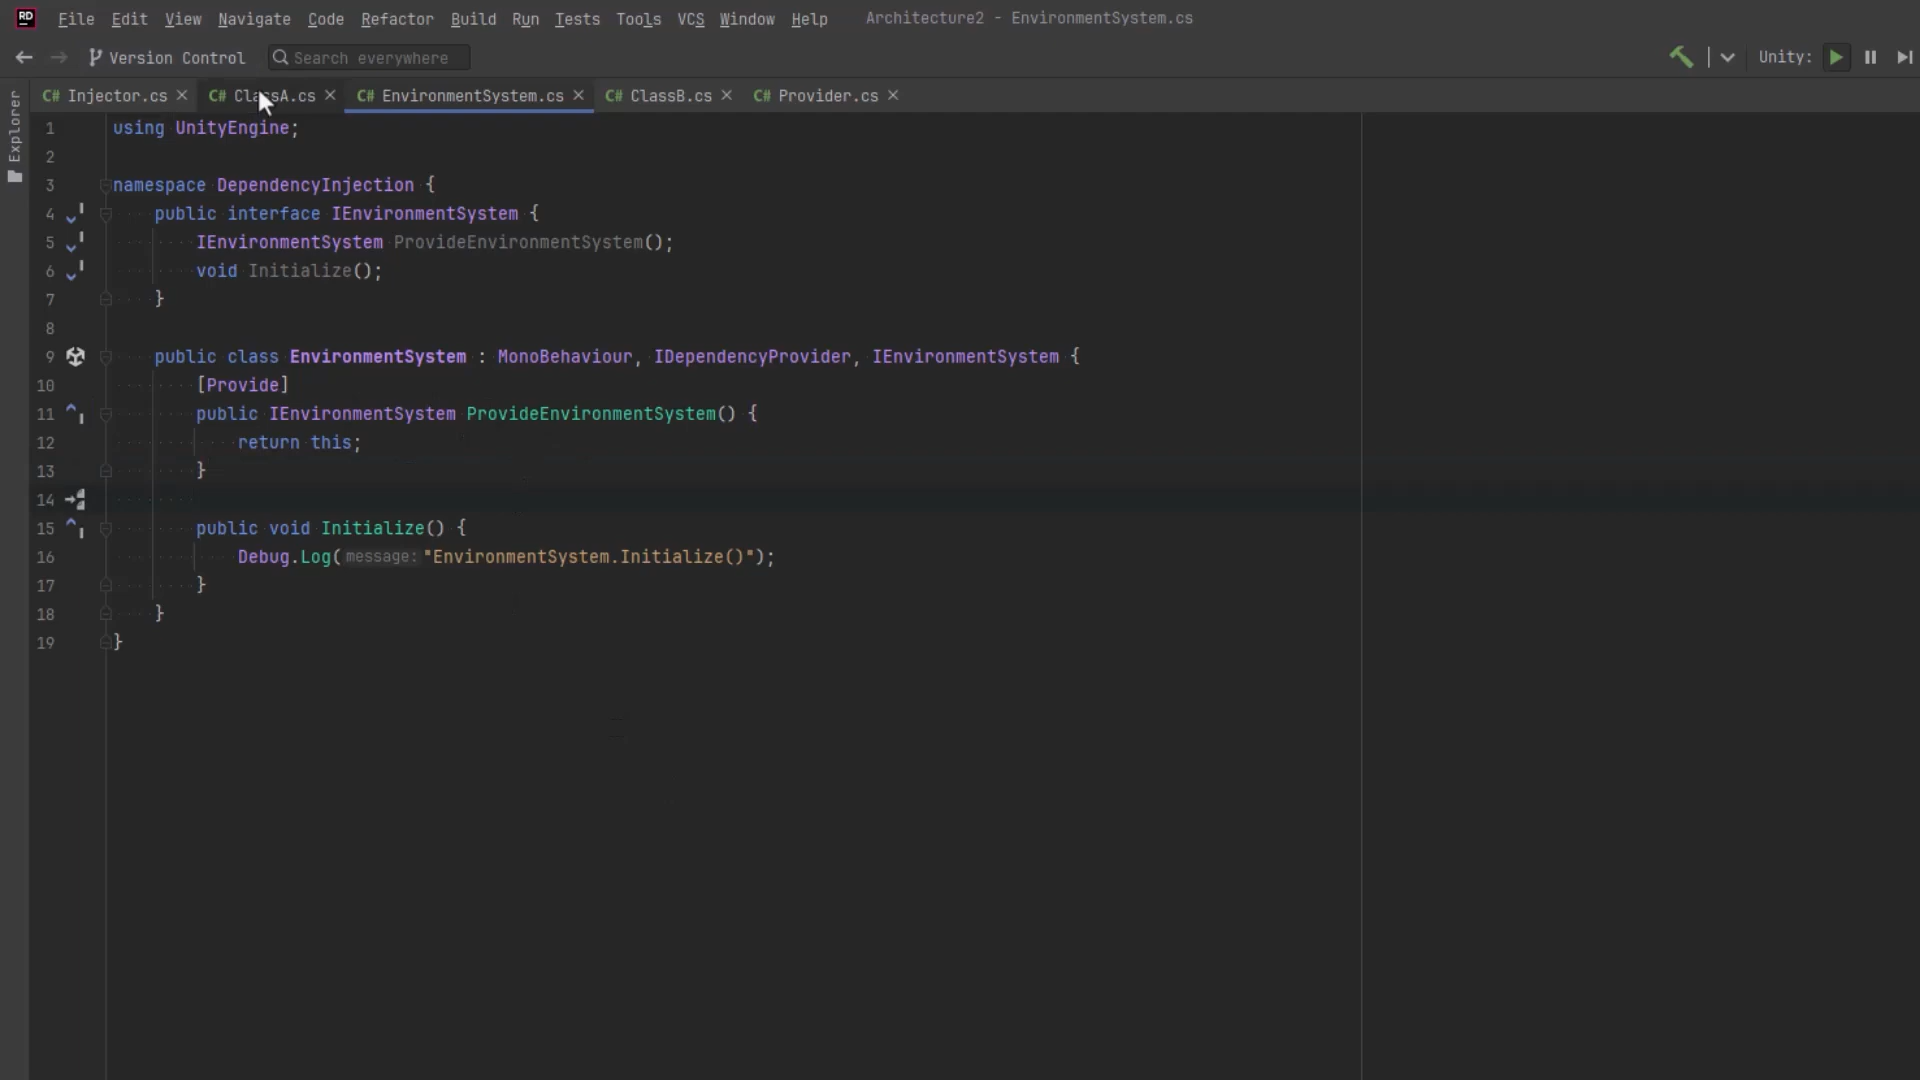 RD File Edit View Navigate Code Refactor Build Run Tests Tools VCS Window Help Architecture2 - EnvironmentSystem.cs
Version Control Search everywhere Unity:
C# Injector.cs C# ClassA.cs C# EnvironmentSystem.cs C# ClassB.cs C# Provider.cs
Explorer
1 using UnityEngine;
2
3 namespace DependencyInjection {
4 public interface IEnvironmentSystem {
5 IEnvironmentSystem ProvideEnvironmentSystem();
6 void Initialize();
7 }
8
9 public class EnvironmentSystem : MonoBehaviour, IDependencyProvider, IEnvironmentSystem {
10 [Provide]
11 public IEnvironmentSystem ProvideEnvironmentSystem() {
12 return this;
13 }
14
15 public void Initialize() {
16 Debug.Log(message: "EnvironmentSystem.Initialize()");
17 }
18 }
19 }